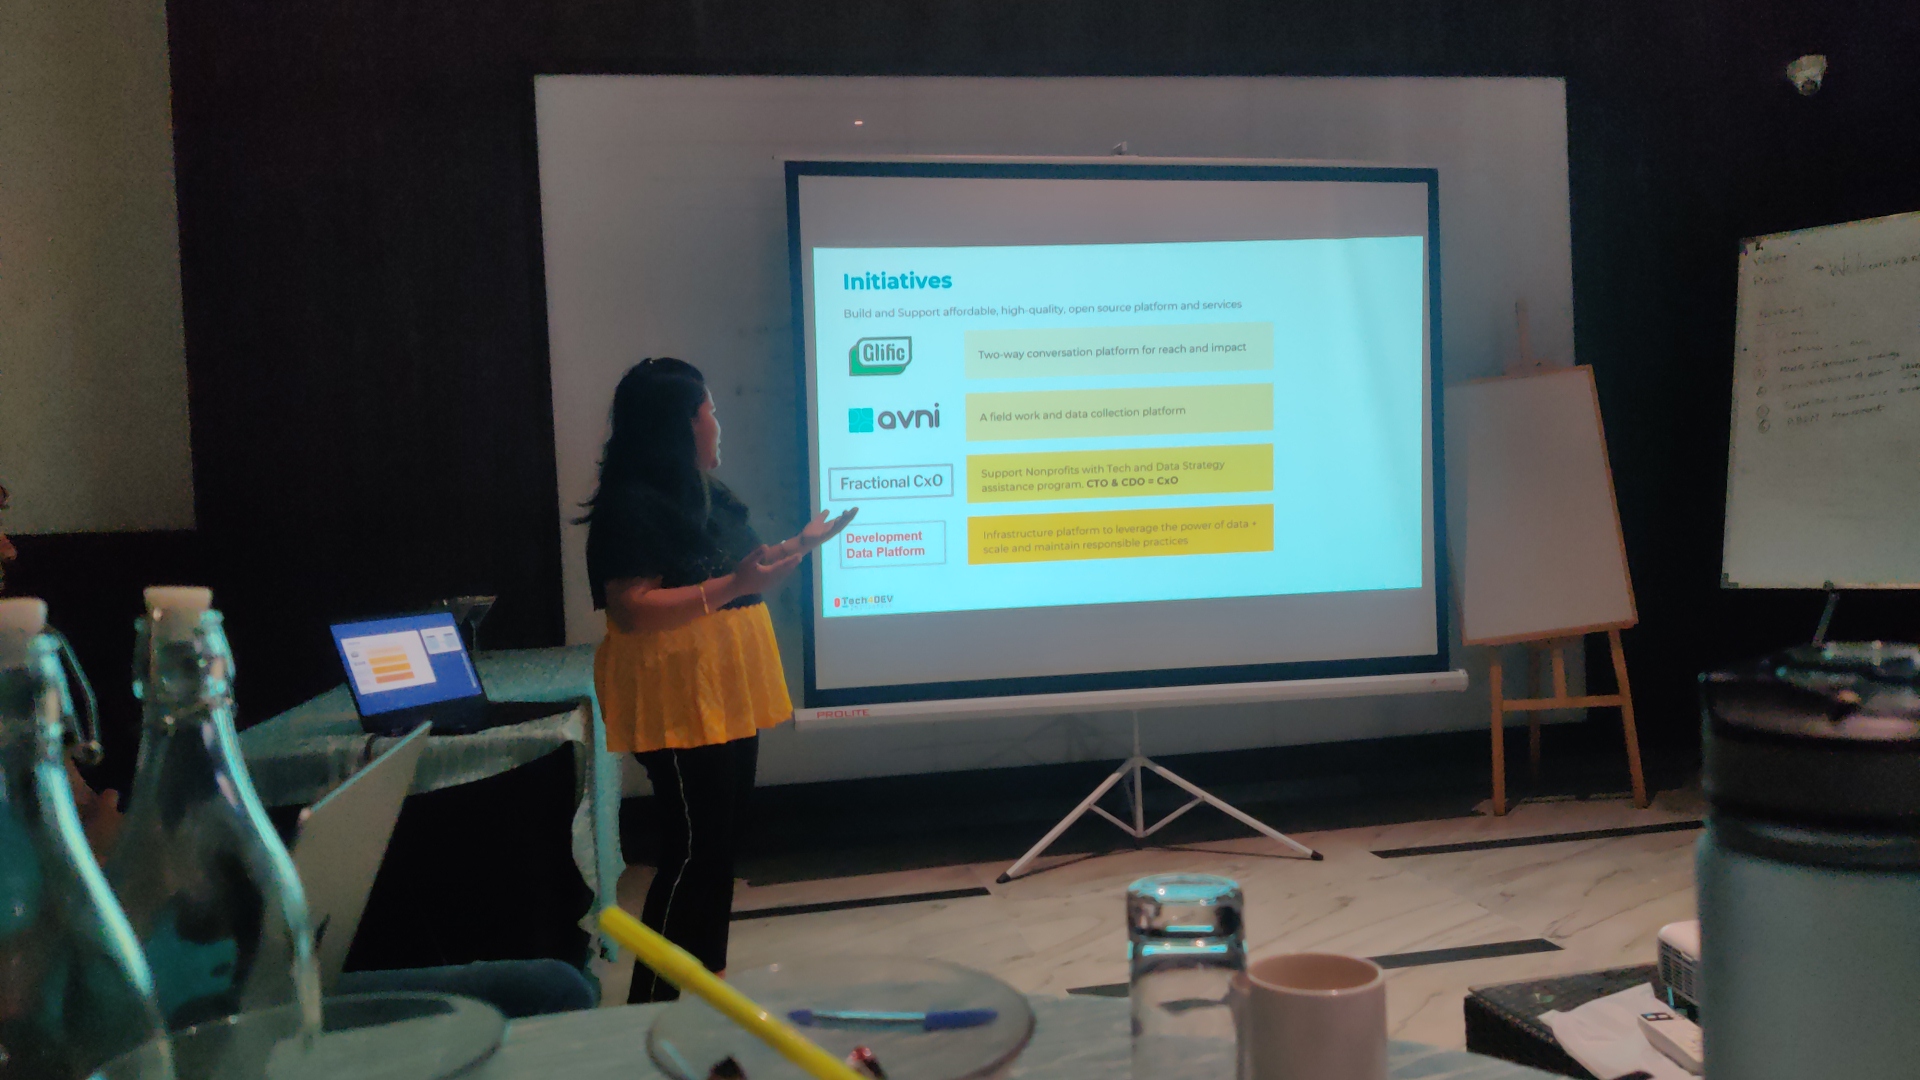 Initiatives
Build and Support affordable, high-quality, open source platform and services
Glific
Two-way conversation platform for reach and impact
avni
A field work and data collection platform
Fractional CxO
Support Nonprofits with Tech and Data Strategy
assistance program. CTO & CDO = CxO
Development
Data Platform
Infrastructure platform to leverage the power of data +
scale and maintain responsible practices
Tech4DEV
PROLITE